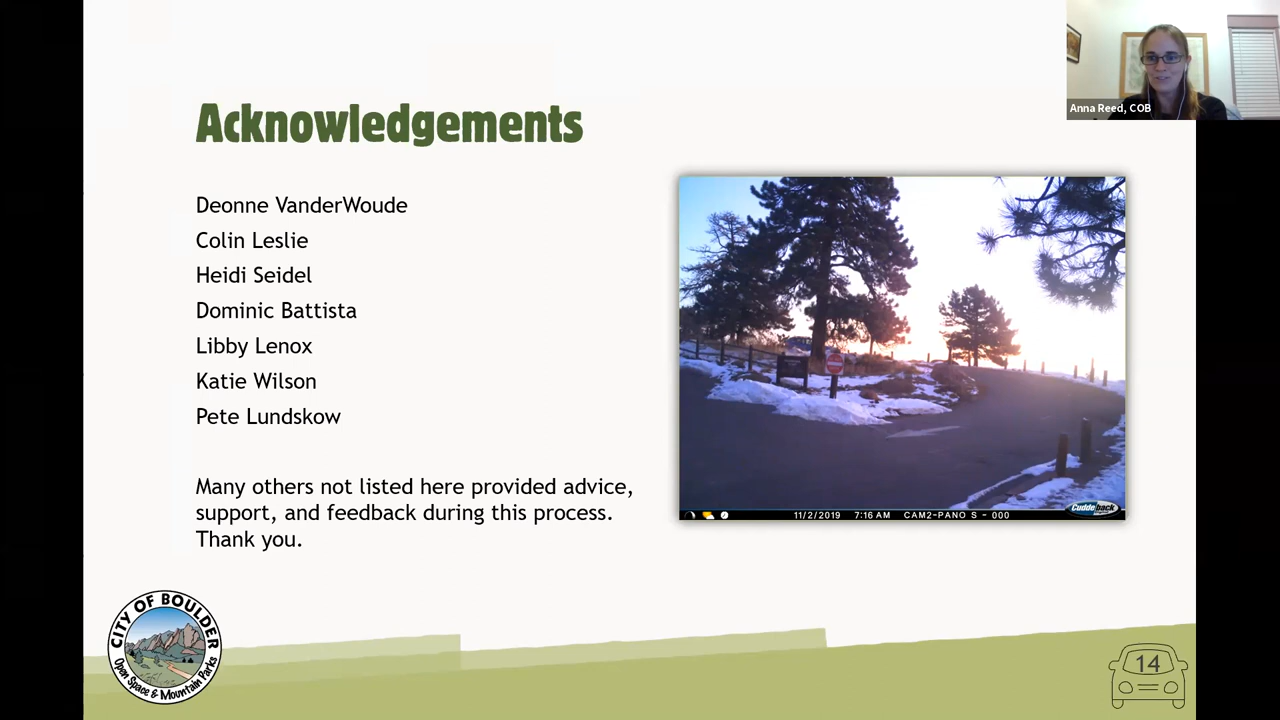 Anna Reed, COB
Acknowledgements
Deonne VanderWoude
Colin Leslie
Heidi Seidel
Dominic Battista
Libby Lenox
Katie Wilson
Pete Lundskow
Many others not listed here provided advice,
support, and feedback during this process.
Thank you.
11/2/2019 7:16 AM CAM2-PANO S - 000
Cuddeback
CITY OF BOULDER
Open Space & Mountain Parks
14